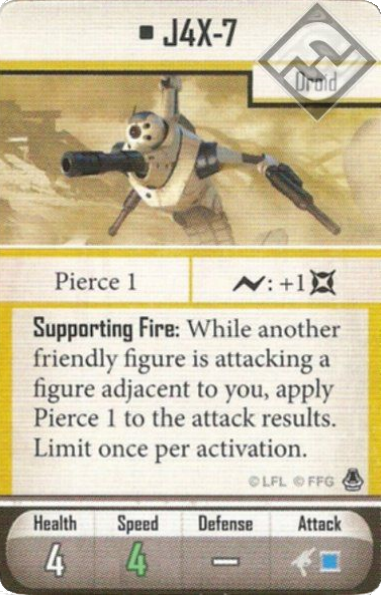 J4X-7
Droid
Pierce 1
: +1
Supporting Fire: While another
friendly figure is attacking a
figure adjacent to you, apply
Pierce 1 to the attack results.
Limit once per activation.
© LFL © FFG
Health Speed Defense Attack
4 4 –